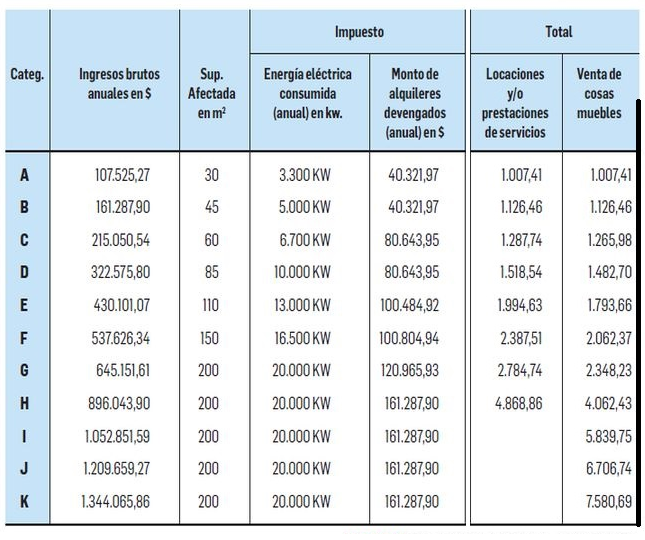 Impuesto Total
Categ. Ingresos brutos anuales en $ Sup. Afectada en m² Energía eléctrica consumida (anual) en kw. Monto de alquileres devengados (anual) en $ Locaciones y/o prestaciones de servicios Venta de cosas muebles
A 107.525,27 30 3.300 KW 40.321,97 1.007,41 1.007,41
B 161.287,90 45 5.000 KW 40.321,97 1.126,46 1.126,46
C 215.050,54 60 6.700 KW 80.643,95 1.287,74 1.265,98
D 322.575,80 85 10.000 KW 80.643,95 1.518,54 1.482,70
E 430.101,07 110 13.000 KW 100.484,92 1.994,63 1.793,66
F 537.626,34 150 16.500 KW 100.804,94 2.387,51 2.062,37
G 645.151,61 200 20.000 KW 120.965,93 2.784,74 2.348,23
H 896.043,90 200 20.000 KW 161.287,90 4.868,86 4.062,43
I 1.052.851,59 200 20.000 KW 161.287,90 5.839,75
J 1.209.659,27 200 20.000 KW 161.287,90 6.706,74
K 1.344.065,86 200 20.000 KW 161.287,90 7.580,69